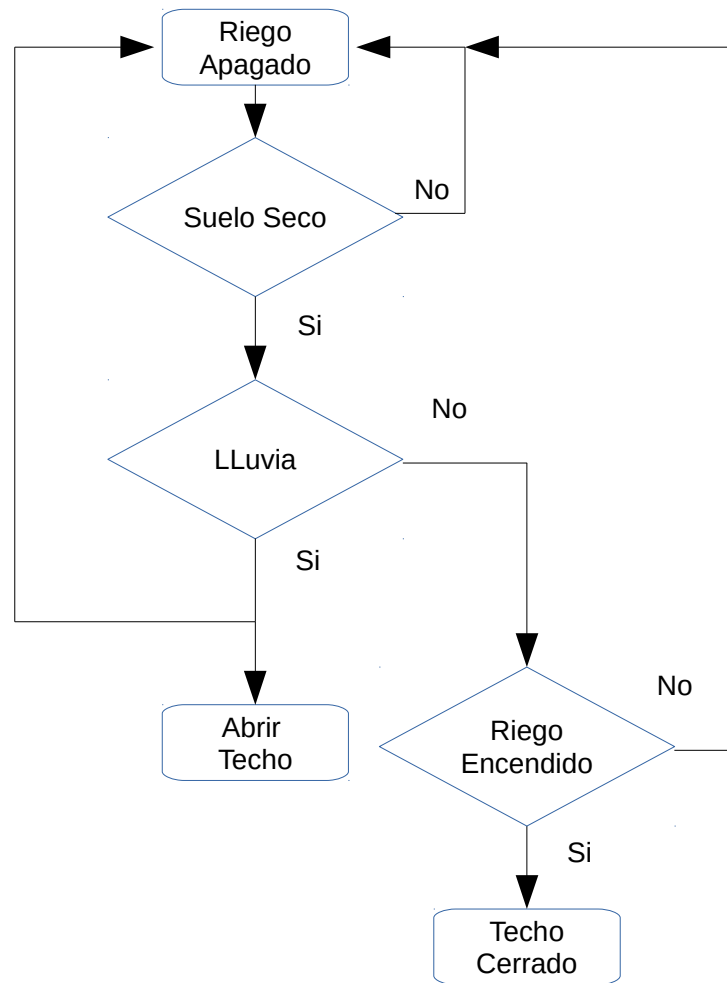 Riego
Apagado
No
Suelo Seco
Si
No
LLuvia
Si
No
Abrir
Techo
Riego
Encendido
Si
Techo
Cerrado